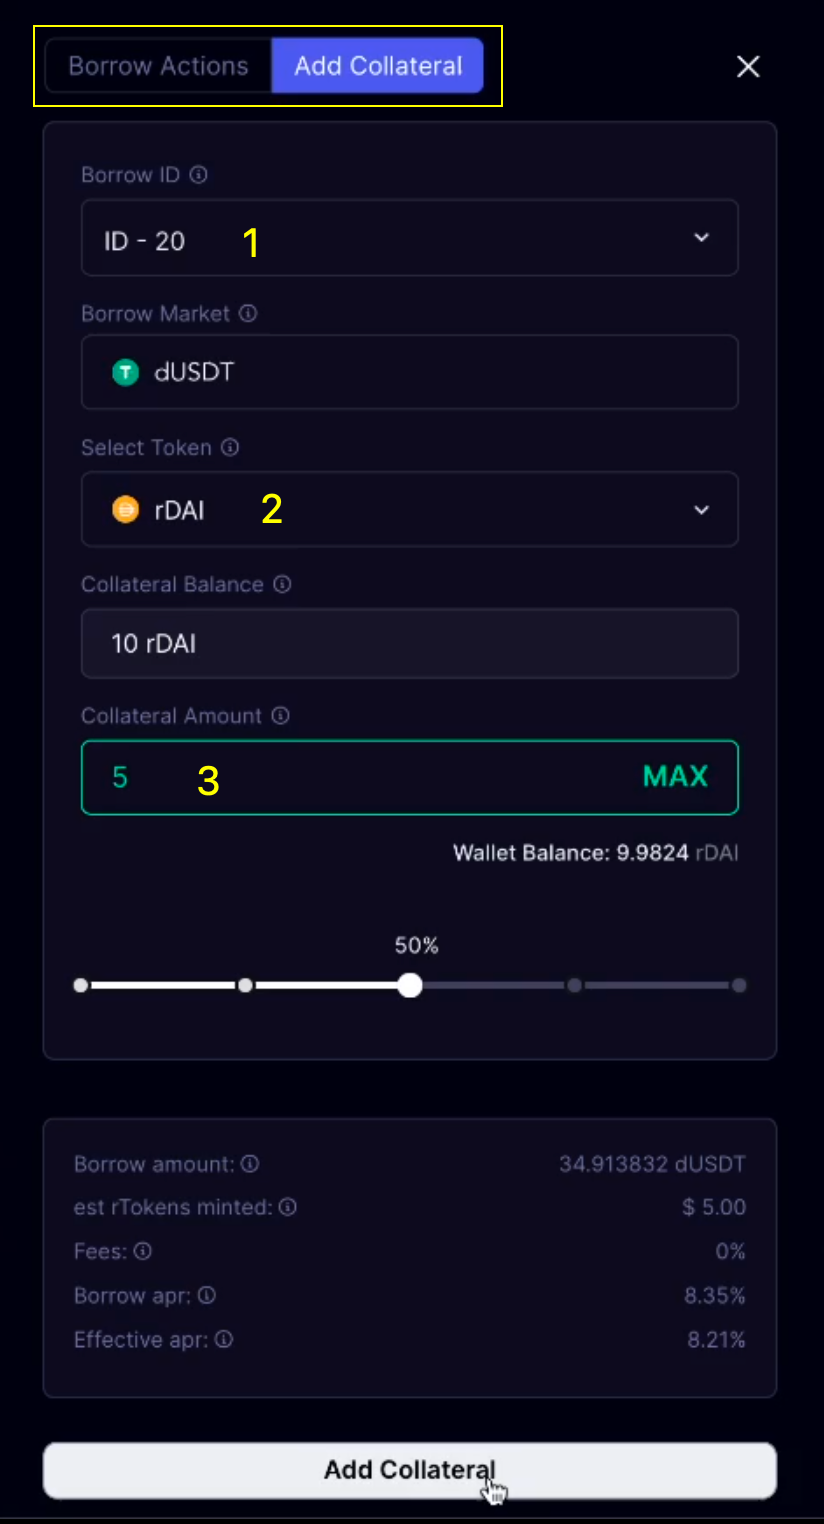 Borrow Actions Add Collateral
Borrow ID
ID - 20 1
Borrow Market
T dUSDT
Select Token
rDAI 2
Collateral Balance
10 rDAI
Collateral Amount
5 3 MAX
Wallet Balance: 9.9824 rDAI
50%
Borrow amount: 34.913832 dUSDT
est rTokens minted: $ 5.00
Fees: 0%
Borrow apr: 8.35%
Effective apr: 8.21%
Add Collateral